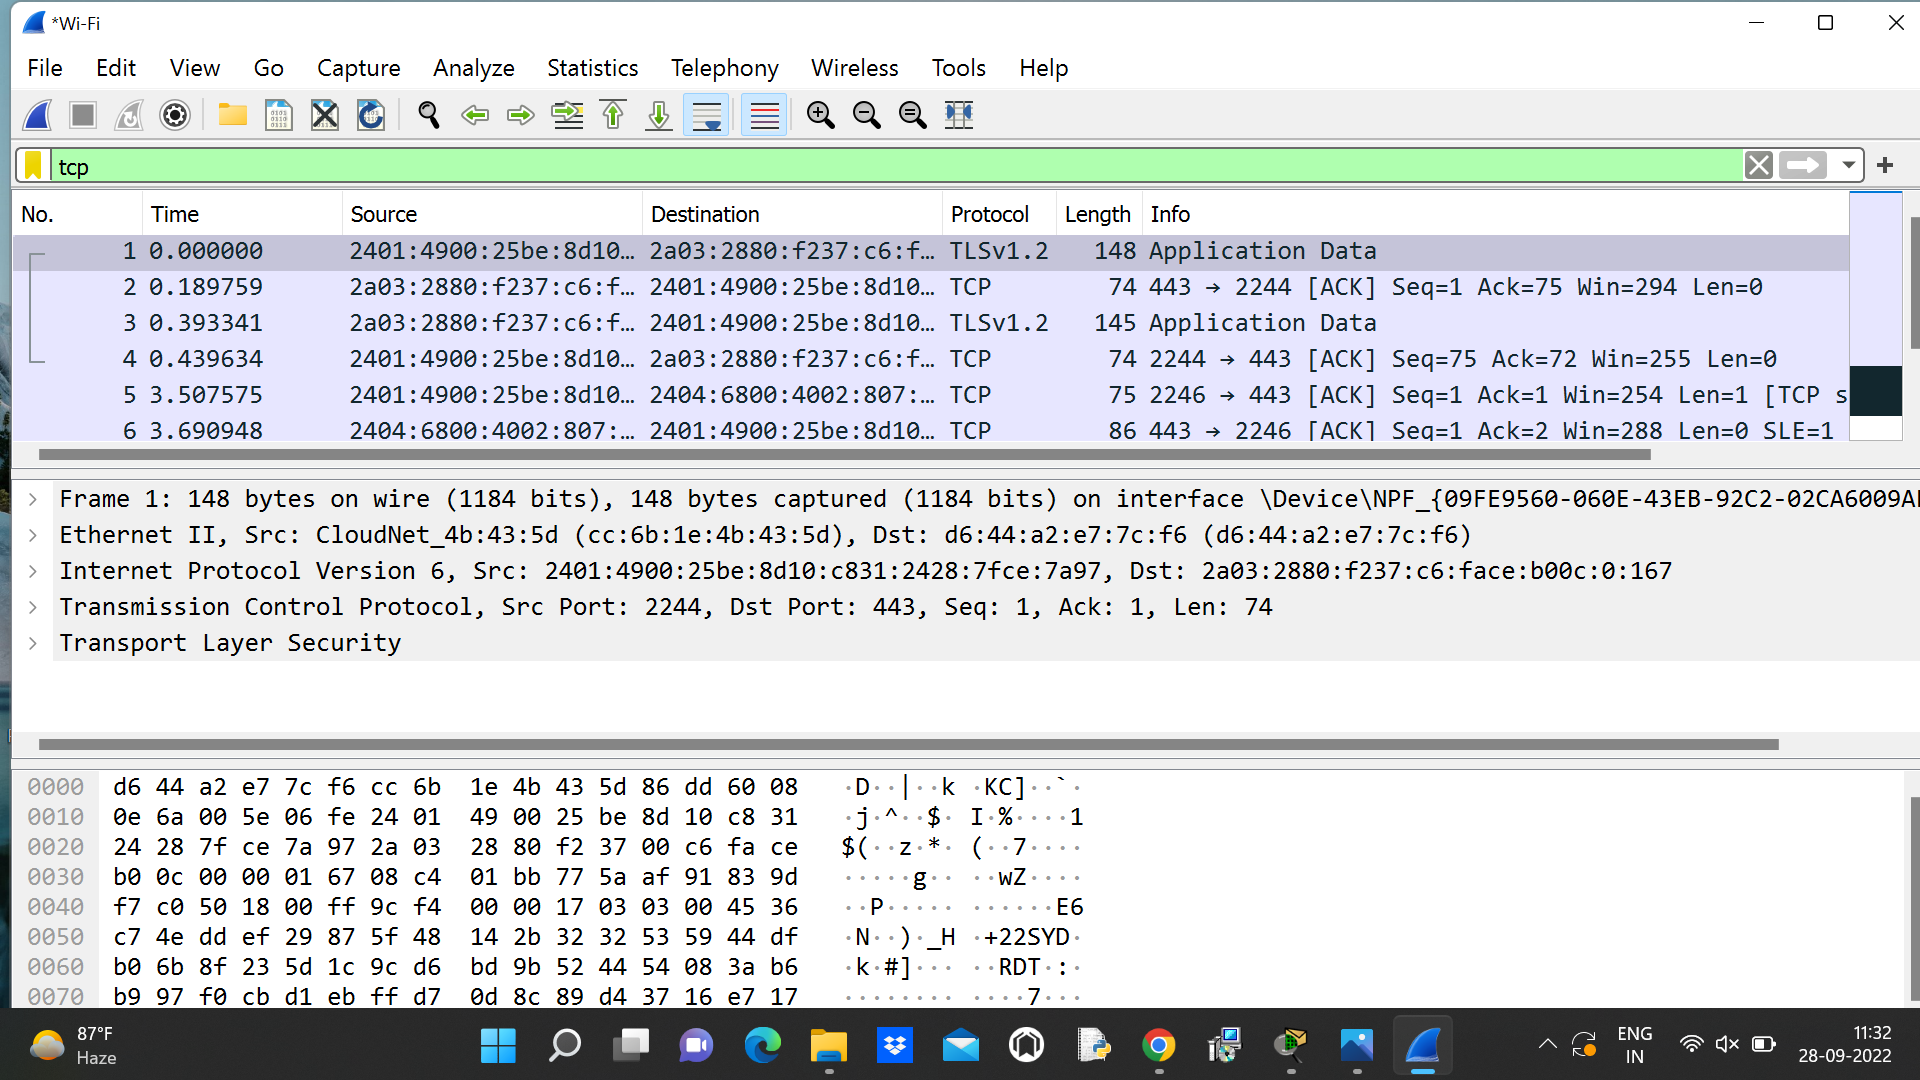 *Wi-Fi
File Edit View Go Capture Analyze Statistics Telephony Wireless Tools Help
tcp
No. Time Source Destination Protocol Length Info
1 0.000000 2401:4900:25be:8d10… 2a03:2880:f237:c6:f… TLSv1.2 148 Application Data
2 0.189759 2a03:2880:f237:c6:f… 2401:4900:25be:8d10… TCP 74 443 → 2244 [ACK] Seq=1 Ack=75 Win=294 Len=0
3 0.393341 2a03:2880:f237:c6:f… 2401:4900:25be:8d10… TLSv1.2 145 Application Data
4 0.439634 2401:4900:25be:8d10… 2a03:2880:f237:c6:f… TCP 74 2244 → 443 [ACK] Seq=75 Ack=72 Win=255 Len=0
5 3.507575 2401:4900:25be:8d10… 2404:6800:4002:807:… TCP 75 2246 → 443 [ACK] Seq=1 Ack=1 Win=254 Len=1 [TCP s
6 3.690948 2404:6800:4002:807:… 2401:4900:25be:8d10… TCP 86 443 → 2246 [ACK] Seq=1 Ack=2 Win=288 Len=0 SLE=1
Frame 1: 148 bytes on wire (1184 bits), 148 bytes captured (1184 bits) on interface \Device\NPF_{09FE9560-060E-43EB-92C2-02CA6009A
Ethernet II, Src: CloudNet_4b:43:5d (cc:6b:1e:4b:43:5d), Dst: d6:44:a2:e7:7c:f6 (d6:44:a2:e7:7c:f6)
Internet Protocol Version 6, Src: 2401:4900:25be:8d10:c831:2428:7fce:7a97, Dst: 2a03:2880:f237:c6:face:b00c:0:167
Transmission Control Protocol, Src Port: 2244, Dst Port: 443, Seq: 1, Ack: 1, Len: 74
Transport Layer Security
0000 d6 44 a2 e7 7c f6 cc 6b 1e 4b 43 5d 86 dd 60 08 ·D··|··k ·KC]··`·
0010 0e 6a 00 5e 06 fe 24 01 49 00 25 be 8d 10 c8 31 ·j·^··$· I·%····1
0020 24 28 7f ce 7a 97 2a 03 28 80 f2 37 00 c6 fa ce $(··z·*· (··7····
0030 b0 0c 00 00 01 67 08 c4 01 bb 77 5a af 91 83 9d ·····g·· ··wZ····
0040 f7 c0 50 18 00 ff 9c f4 00 00 17 03 03 00 45 36 ··P····· ······E6
0050 c7 4e dd ef 29 87 5f 48 14 2b 32 32 53 59 44 df ·N··)·_H ·+22SYD·
0060 b0 6b 8f 23 5d 1c 9c d6 bd 9b 52 44 54 08 3a b6 ·k·#]··· ··RDT·:·
0070 b9 97 f0 cb d1 eb ff d7 0d 8c 89 d4 37 16 e7 17 ········ ····7···
87°F
Haze
ENG
IN
11:32
28-09-2022